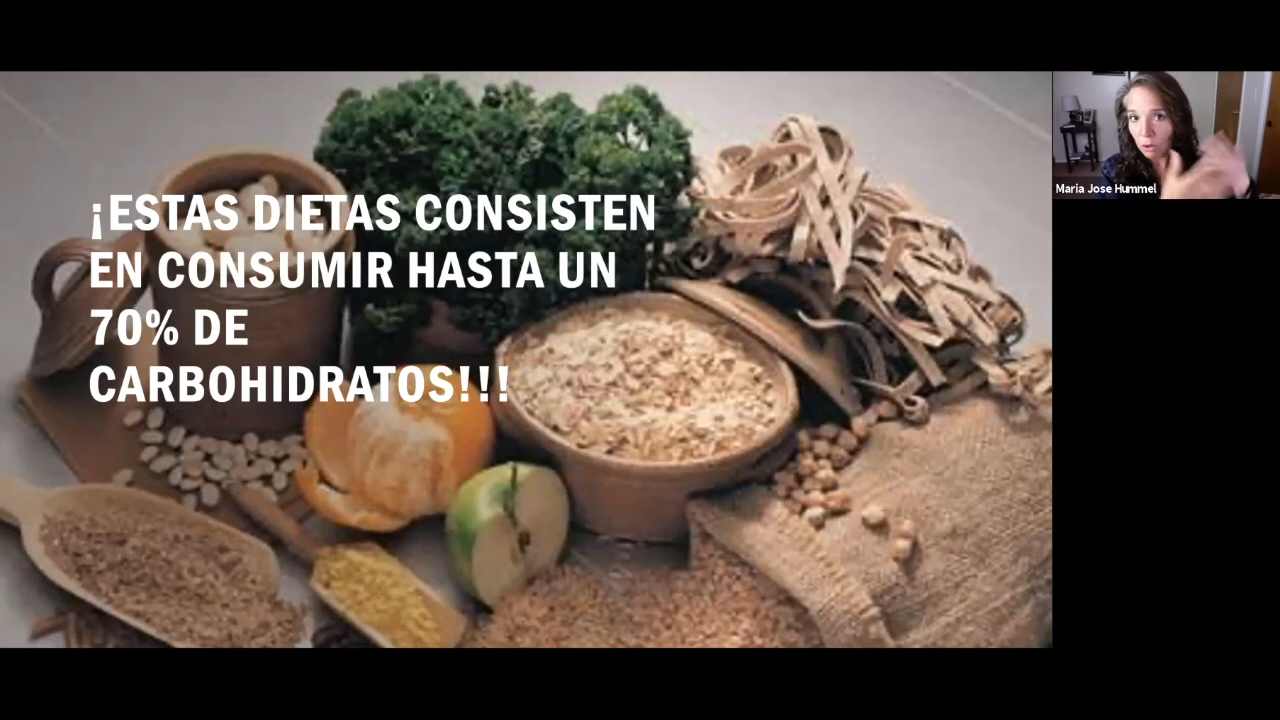 ¡ESTAS DIETAS CONSISTEN
EN CONSUMIR HASTA UN
70% DE
CARBOHIDRATOS!!!
Maria Jose Hummel